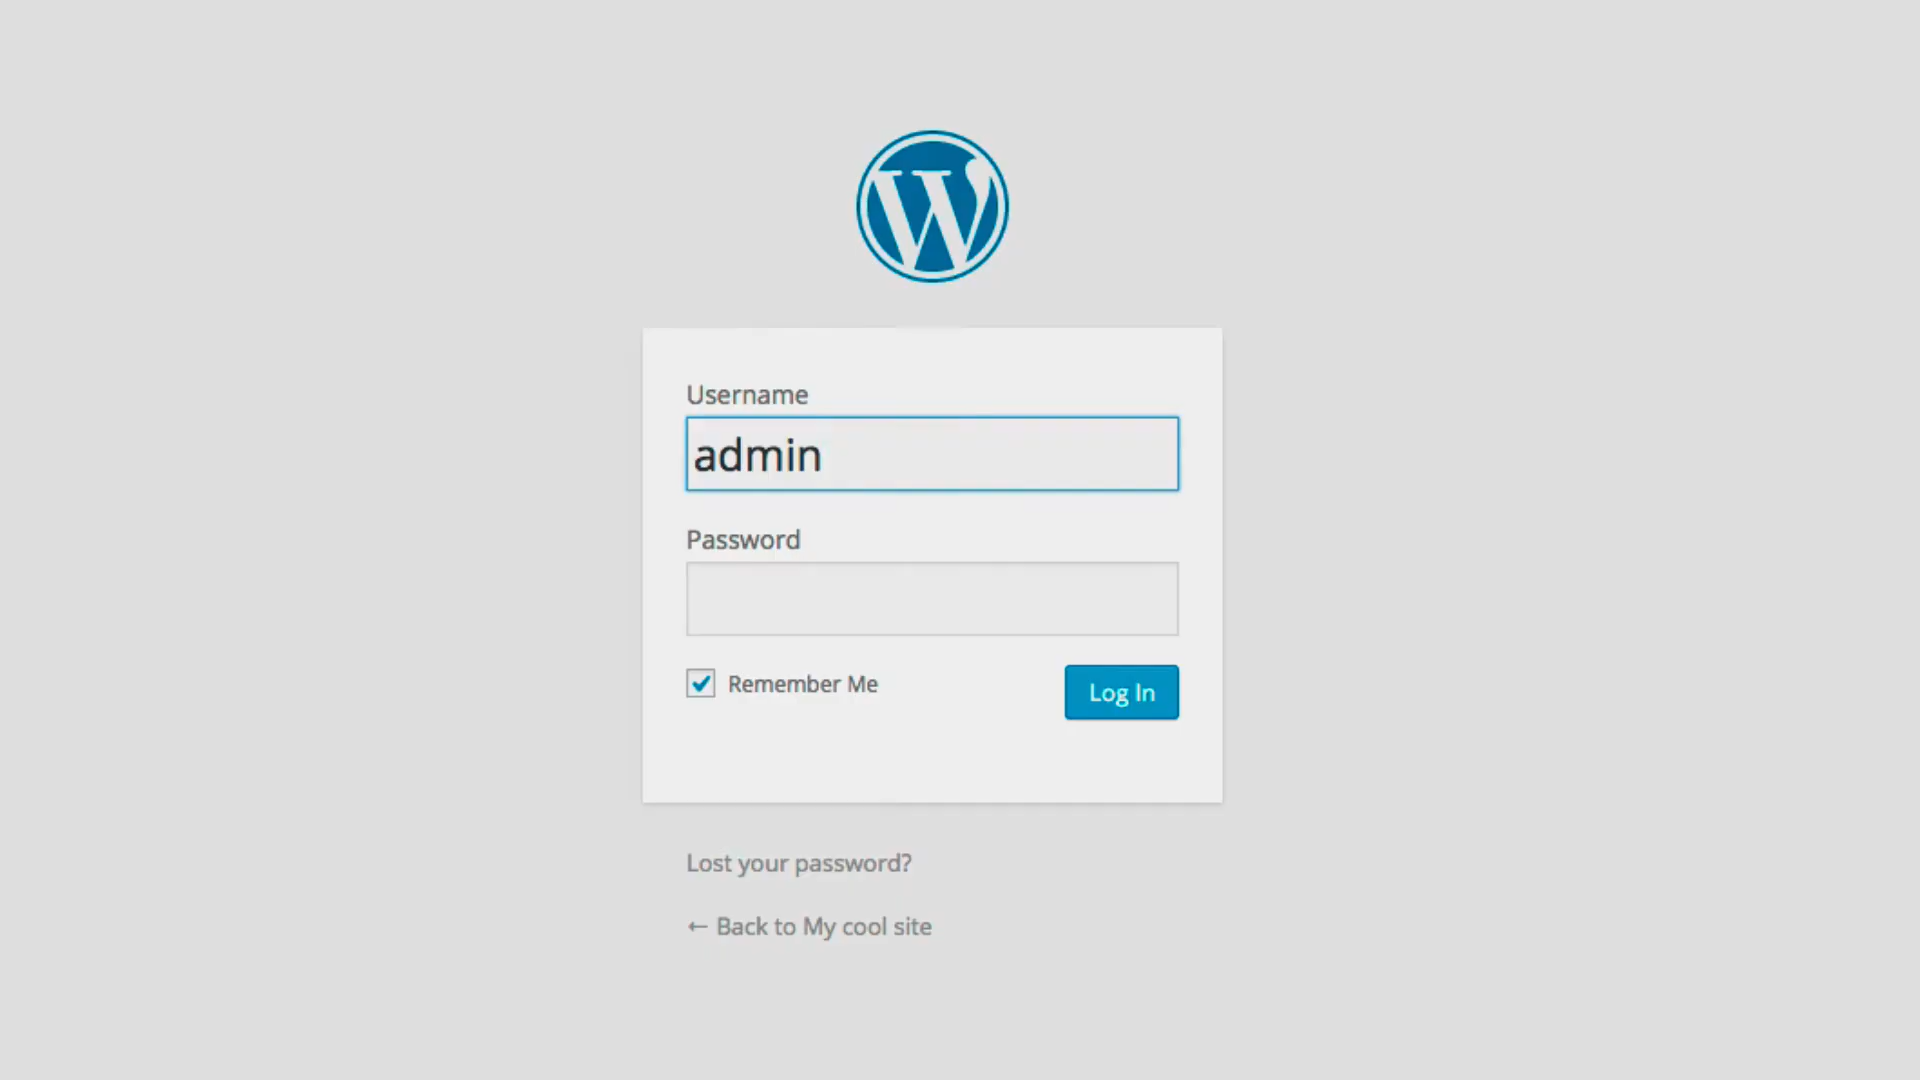 Username
admin
Password
Remember Me
Log In
Lost your password?
← Back to My cool site